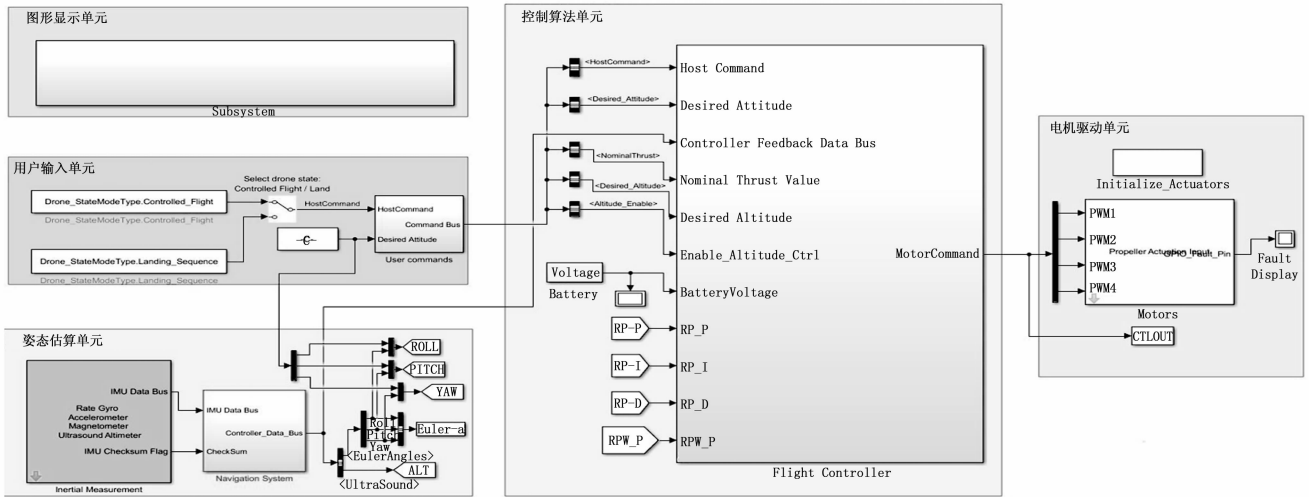 图形显示单元
Subsystem
用户输入单元
Select drone state:
Controlled Flight / Land
Drone_StateModeType.Controlled_Flight
Drone_StateModeType.Controlled_Flight
HostCommand
HostCommand
Command Bus
Desired Attitude
User commands
-C-
Drone_StateModeType.Landing_Sequence
Drone_StateModeType.Landing_Sequence
姿态估算单元
IMU Data Bus
Rate Gyro
Accelerometer
Magnetometer
Ultrasound Altimeter
IMU Checksum Flag
Inertial Measurement
IMU Data Bus
Controller_Data_Bus
CheckSum
Navigation System
ROLL
PITCH
YAW
Roll
Pitch
Yaw
Euler-a
<EulerAngles>
ALT
<UltraSound>
控制算法单元
<HostCommand>
<Desired_Attitude>
<NominalThrust>
<Desired_Altitude>
<Altitude_Enable>
Host Command
Desired Attitude
Controller Feedback Data Bus
Nominal Thrust Value
Desired Altitude
Enable_Altitude_Ctrl
MotorCommand
Voltage
Battery
BatteryVoltage
RP-P
RP_P
RP-I
RP_I
RP-D
RP_D
RPW_P
RPW_P
Flight Controller
电机驱动单元
Initialize_Actuators
PWM1
PWM2
Propeller Actuation Input
GPIO_Fault_Pin
PWM3
PWM4
Motors
Fault
Display
CTLOUT